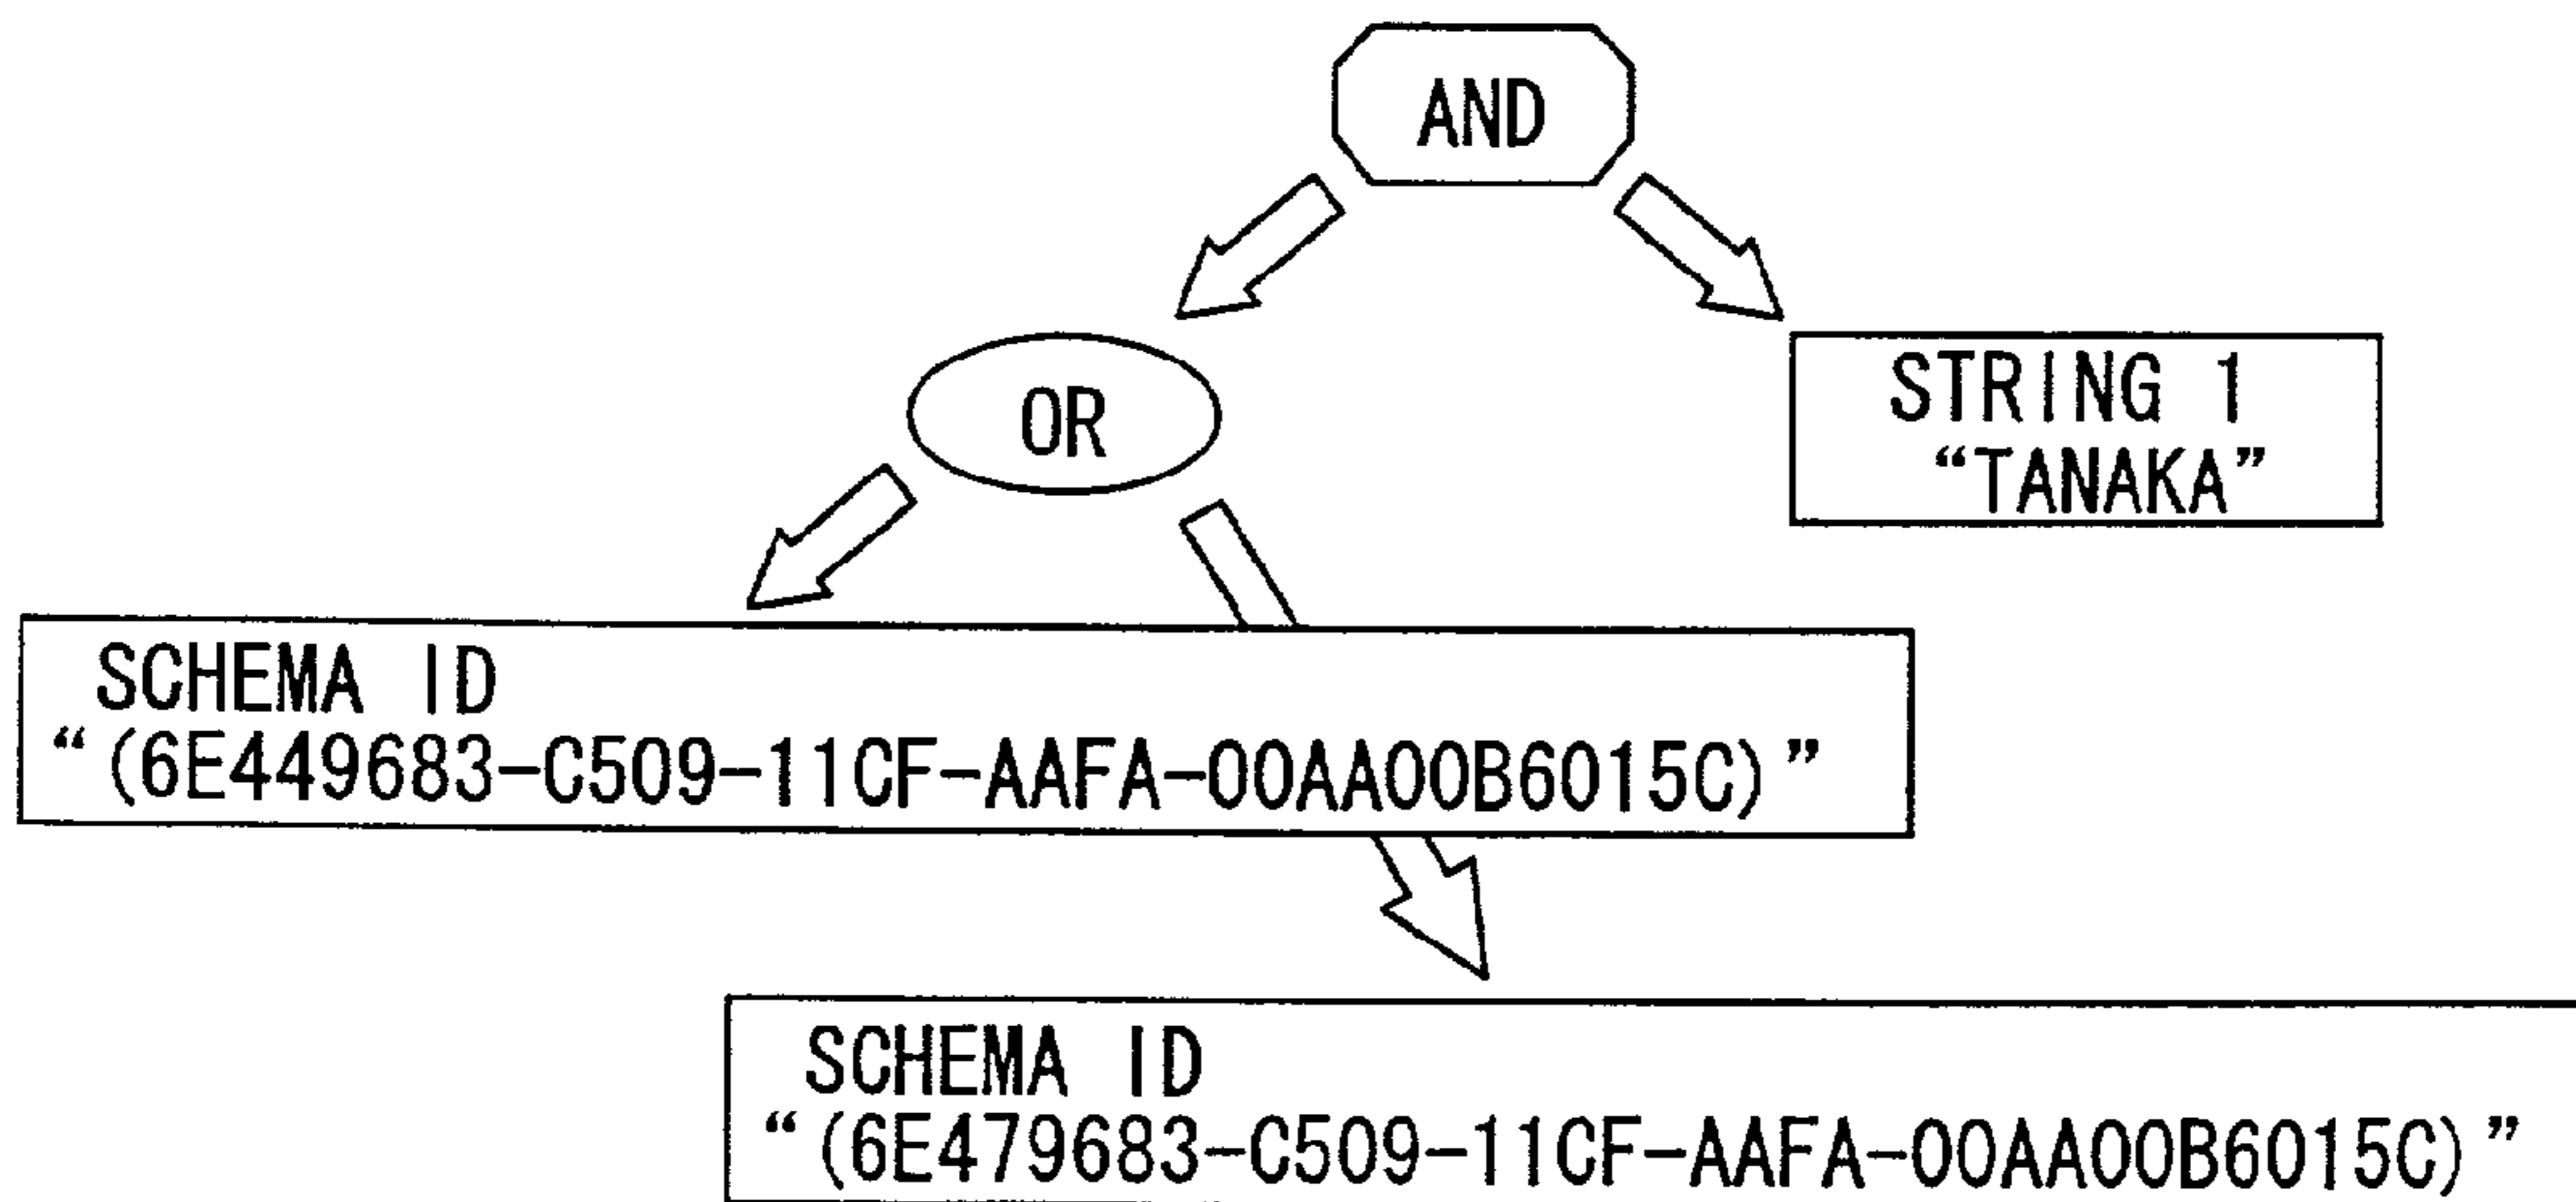 AND
OR
STRING 1
“TANAKA”
SCHEMA ID
“(6E449683-C509-11CF-AAFA-00AA00B6015C)”
SCHEMA ID
“(6E479683-C509-11CF-AAFA-00AA00B6015C)”